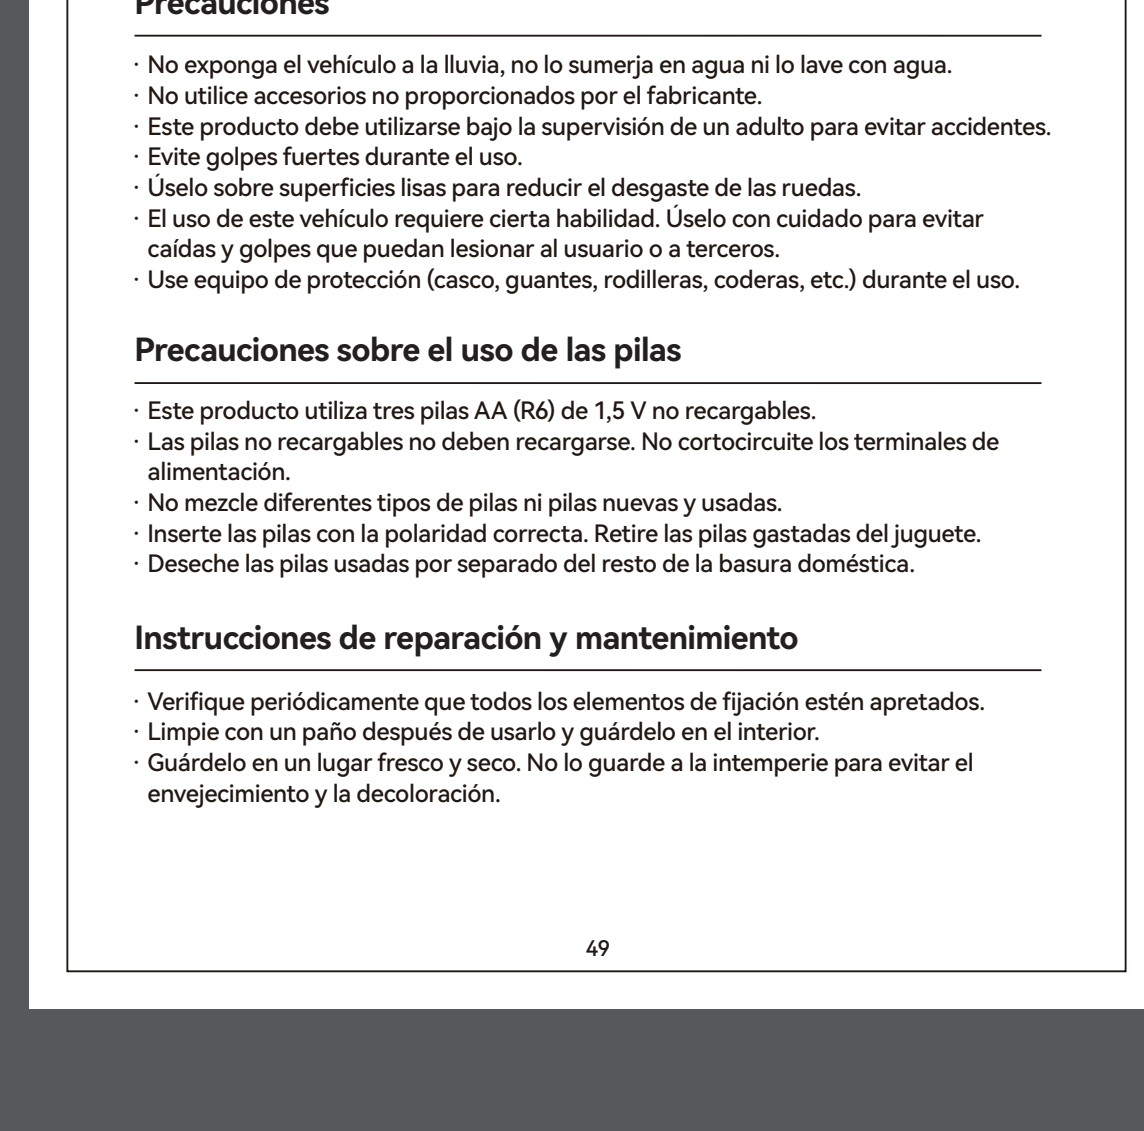 Precauciones
· No exponga el vehículo a la lluvia, no lo sumerja en agua ni lo lave con agua.
· No utilice accesorios no proporcionados por el fabricante.
· Este producto debe utilizarse bajo la supervisión de un adulto para evitar accidentes.
· Evite golpes fuertes durante el uso.
· Úselo sobre superficies lisas para reducir el desgaste de las ruedas.
· El uso de este vehículo requiere cierta habilidad. Úselo con cuidado para evitar
caídas y golpes que puedan lesionar al usuario o a terceros.
· Use equipo de protección (casco, guantes, rodilleras, coderas, etc.) durante el uso.
Precauciones sobre el uso de las pilas
· Este producto utiliza tres pilas AA (R6) de 1,5 V no recargables.
· Las pilas no recargables no deben recargarse. No cortocircuite los terminales de
alimentación.
· No mezcle diferentes tipos de pilas ni pilas nuevas y usadas.
· Inserte las pilas con la polaridad correcta. Retire las pilas gastadas del juguete.
· Deseche las pilas usadas por separado del resto de la basura doméstica.
Instrucciones de reparación y mantenimiento
· Verifique periódicamente que todos los elementos de fijación estén apretados.
· Limpie con un paño después de usarlo y guárdelo en el interior.
· Guárdelo en un lugar fresco y seco. No lo guarde a la intemperie para evitar el
envejecimiento y la decoloración.
49